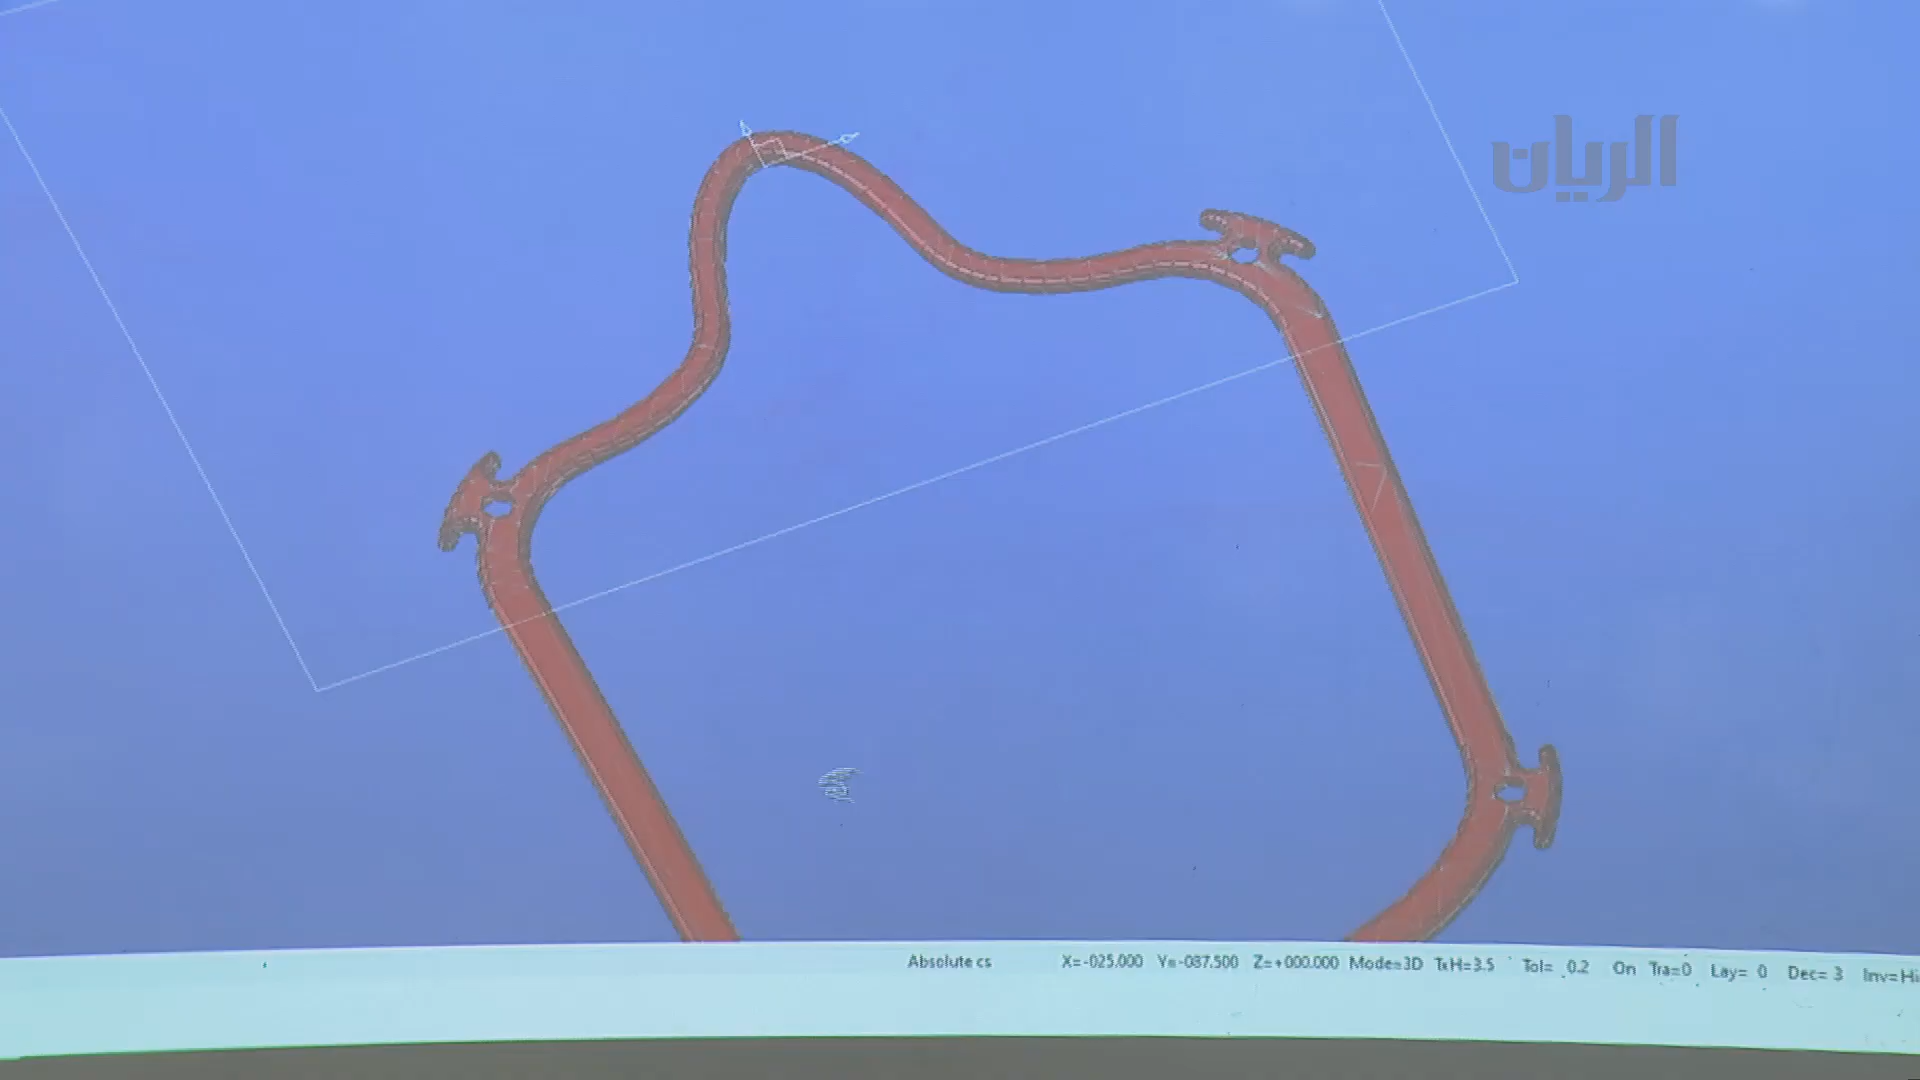 الريان
Absolute cs X=-025.000 Y=-037.500 Z=+000.000 Mode=3D TxH=3.5 Tol= 0.2 On Tra=0 Lay= 0 Dec= 3